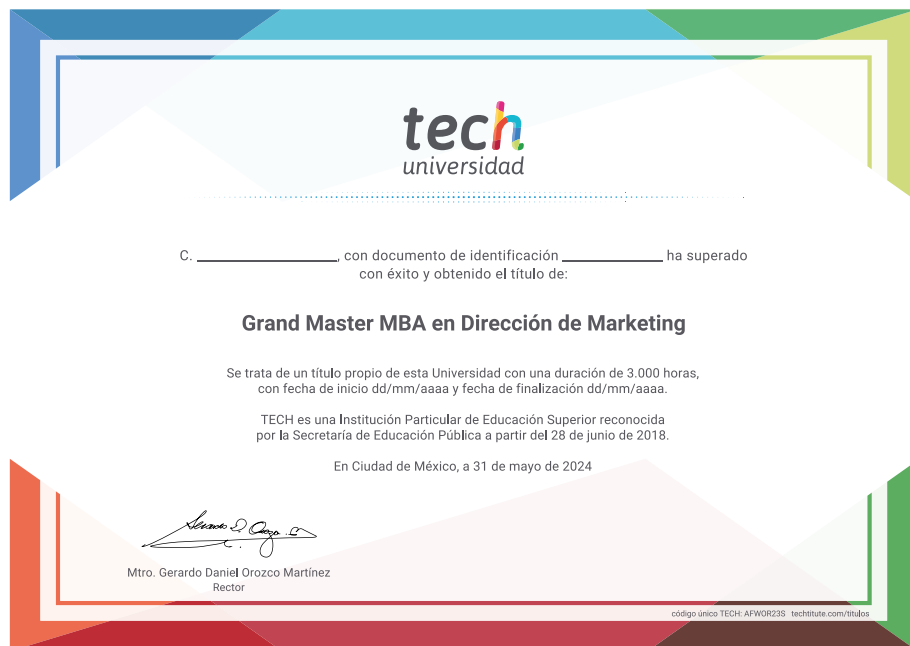 tech
universidad
C. ____________________, con documento de identificación ______________ ha superado
con éxito y obtenido el título de:
Grand Master MBA en Dirección de Marketing
Se trata de un título propio de esta Universidad con una duración de 3.000 horas,
con fecha de inicio dd/mm/aaaa y fecha de finalización dd/mm/aaaa.
TECH es una Institución Particular de Educación Superior reconocida
por la Secretaría de Educación Pública a partir del 28 de junio de 2018.
En Ciudad de México, a 31 de mayo de 2024
Mtro. Gerardo Daniel Orozco Martínez
Rector
código único TECH: AFWOR23S techtitute.com/titulos